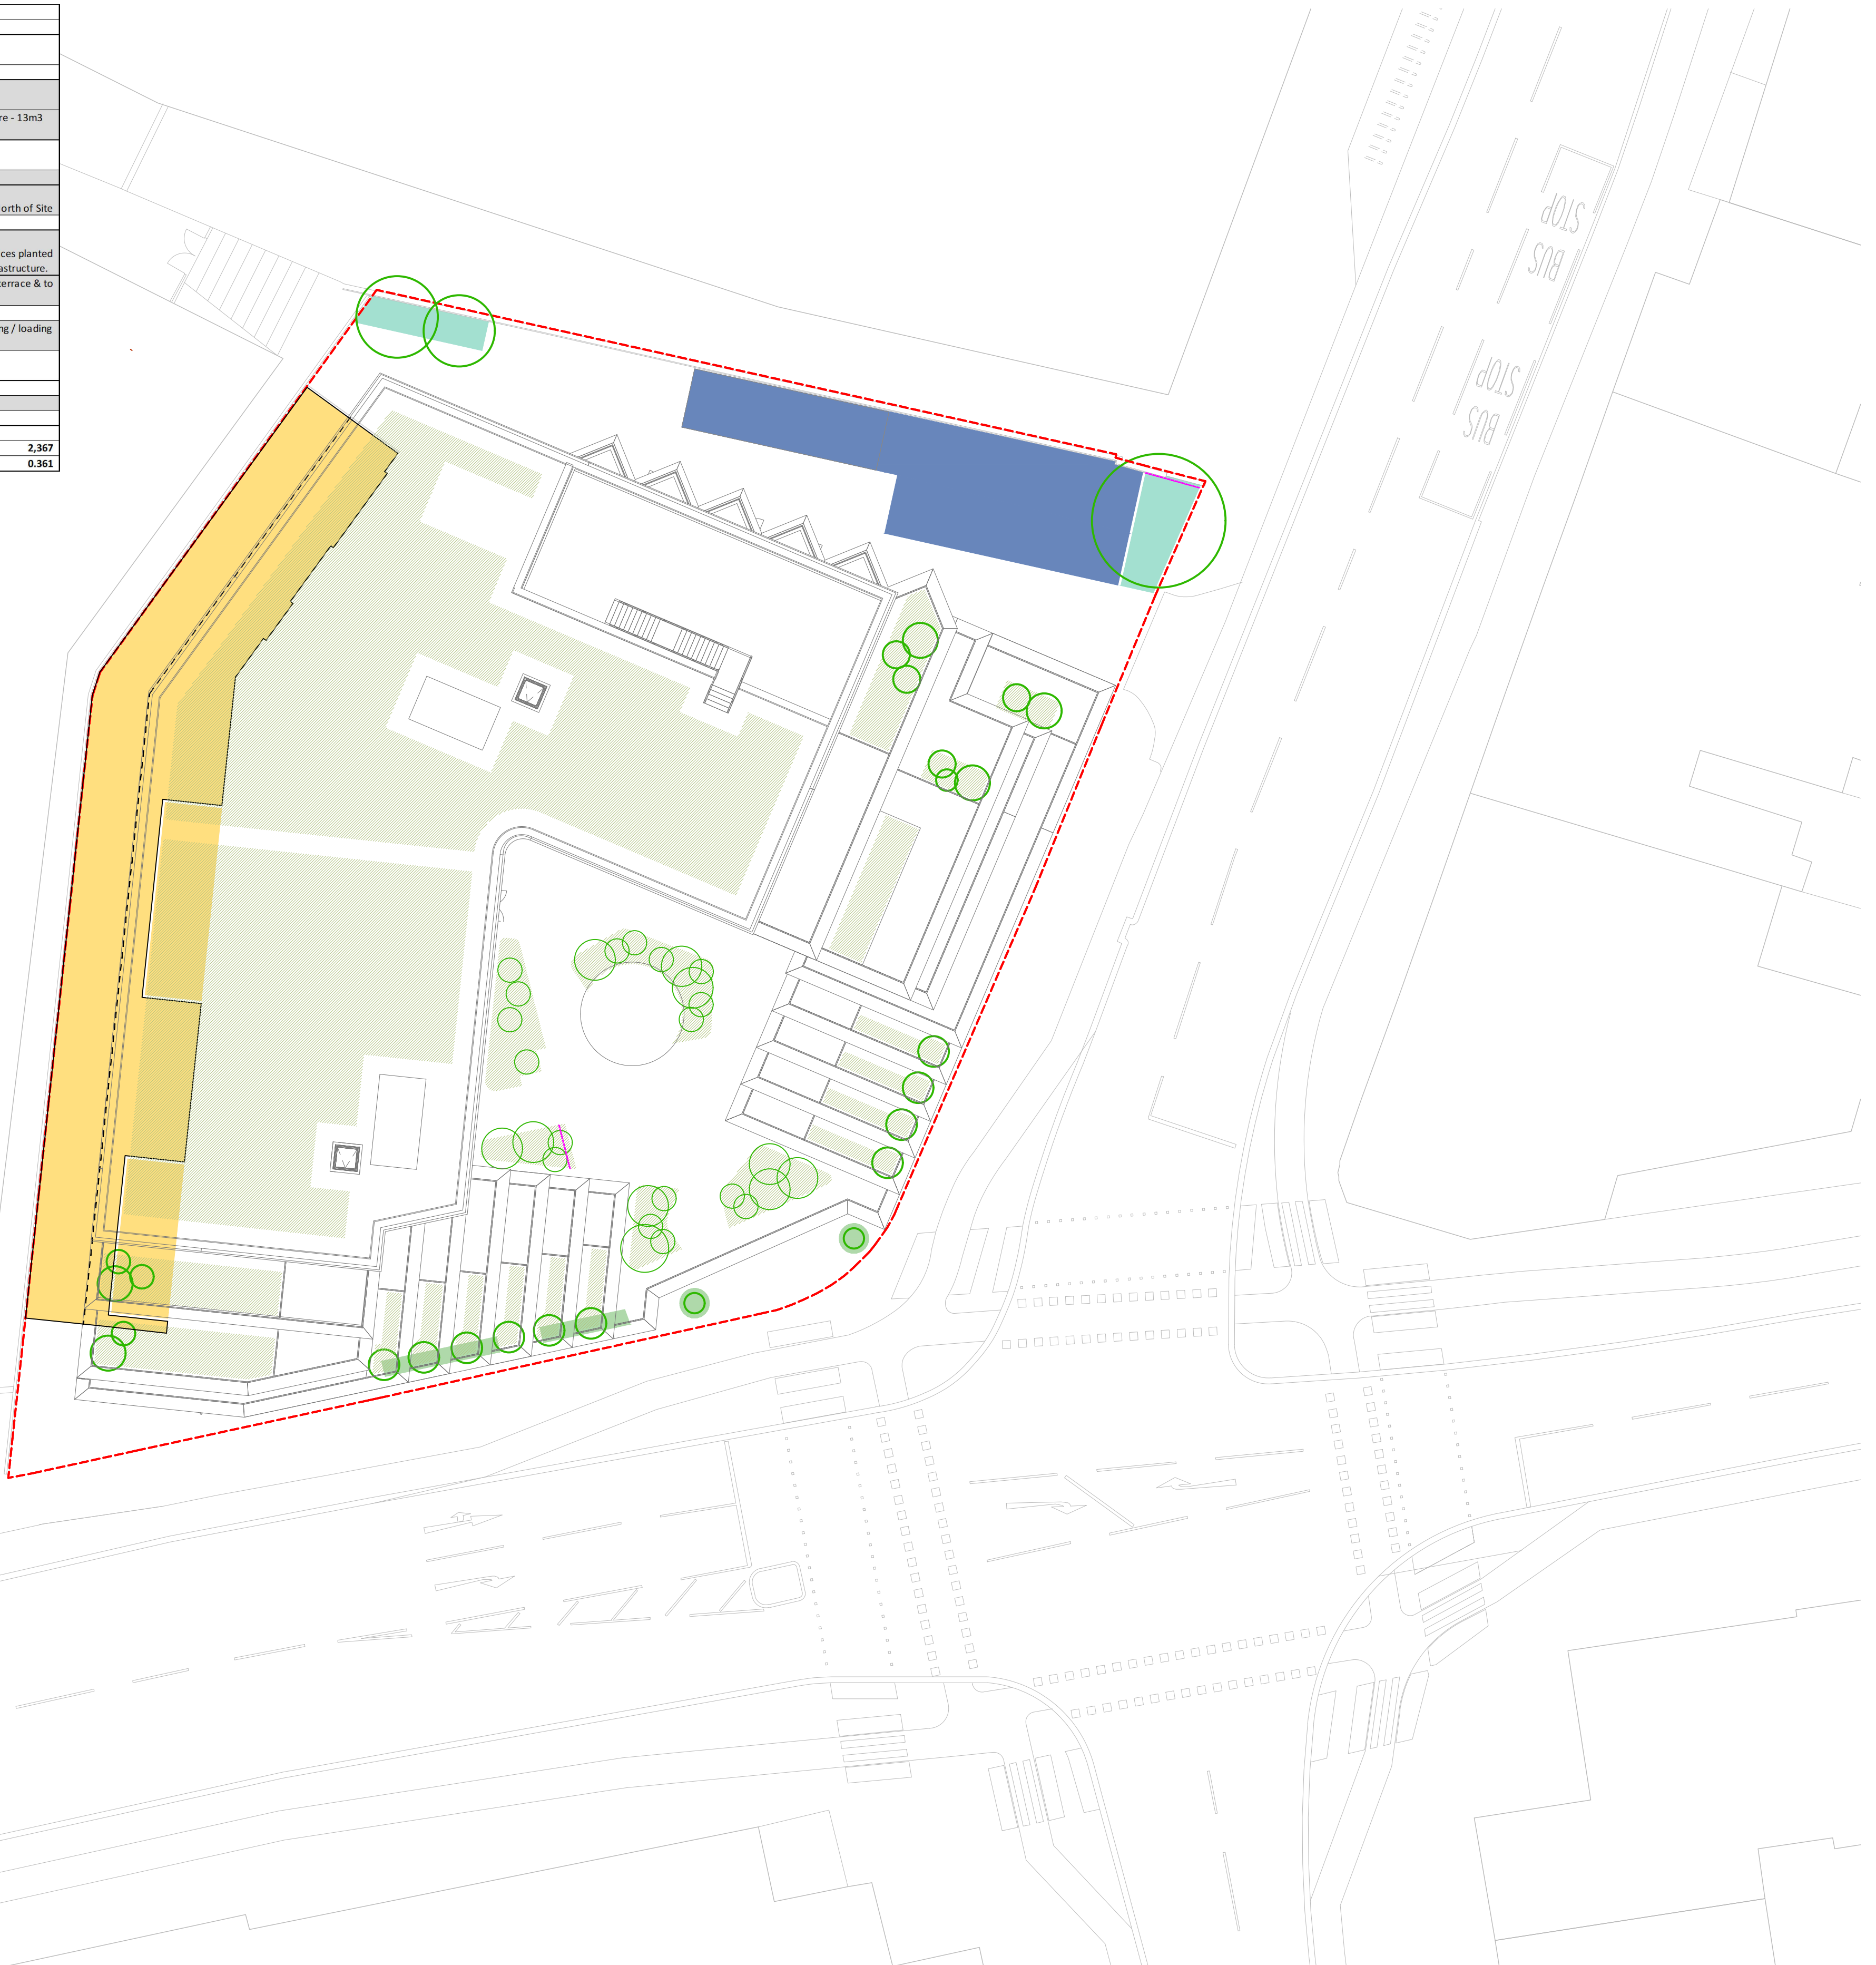 re - 13m3
orth of Site
ces planted
astructure.
terrace & to
ng / loading
2,367
0.361
STOP
BUS
STOP
BUS